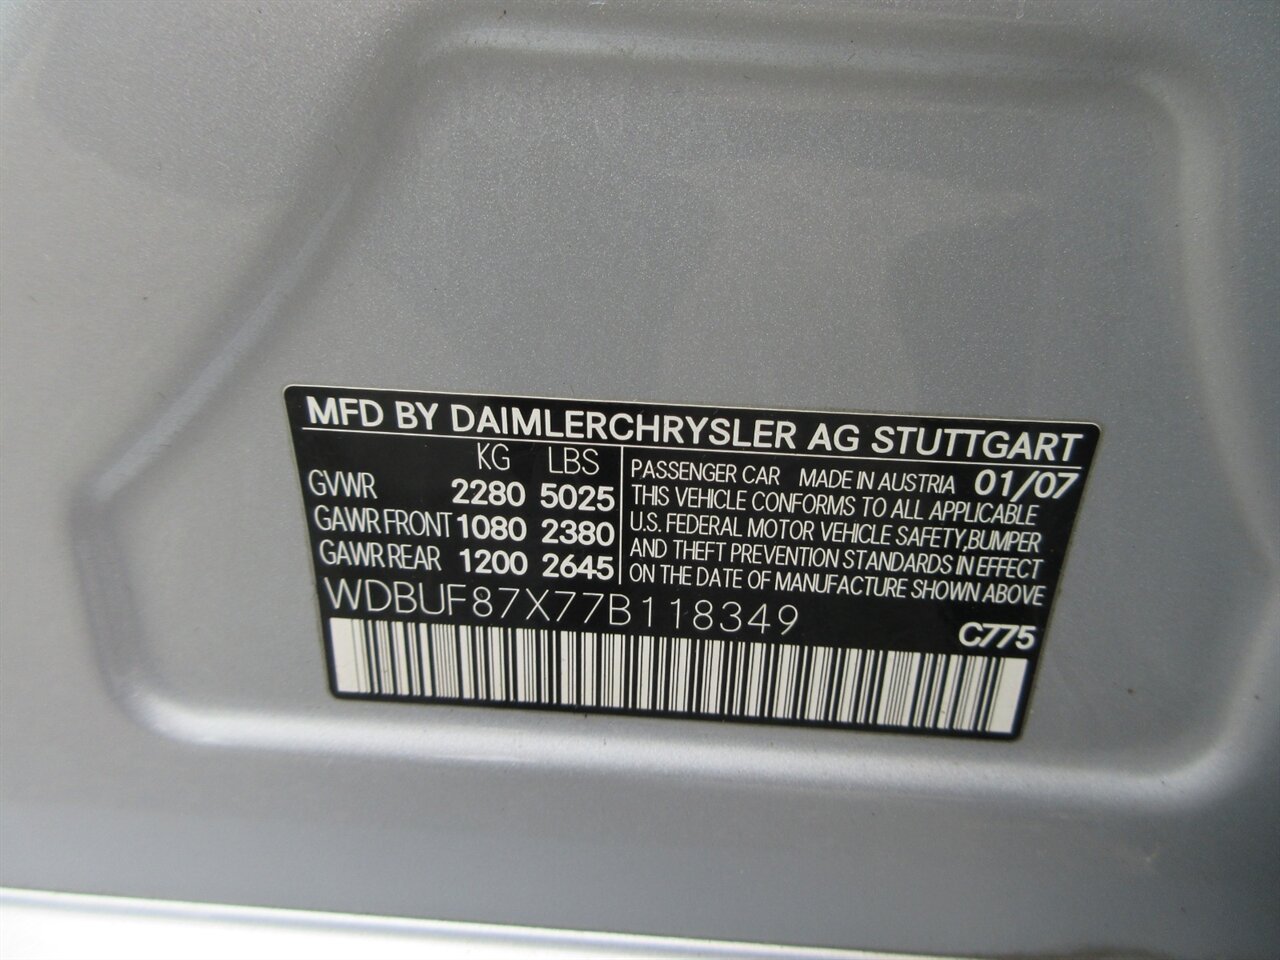 MFD BY DAIMLERCHRYSLER AG STUTTGART
KG LBS
GVWR 2280 5025
GAWR FRONT 1080 2380
GAWR REAR 1200 2645
PASSENGER CAR MADE IN AUSTRIA 01/07
THIS VEHICLE CONFORMS TO ALL APPLICABLE
U.S. FEDERAL MOTOR VEHICLE SAFETY, BUMPER
AND THEFT PREVENTION STANDARDS IN EFFECT
ON THE DATE OF MANUFACTURE SHOWN ABOVE
WDBUF87X77B118349
C775